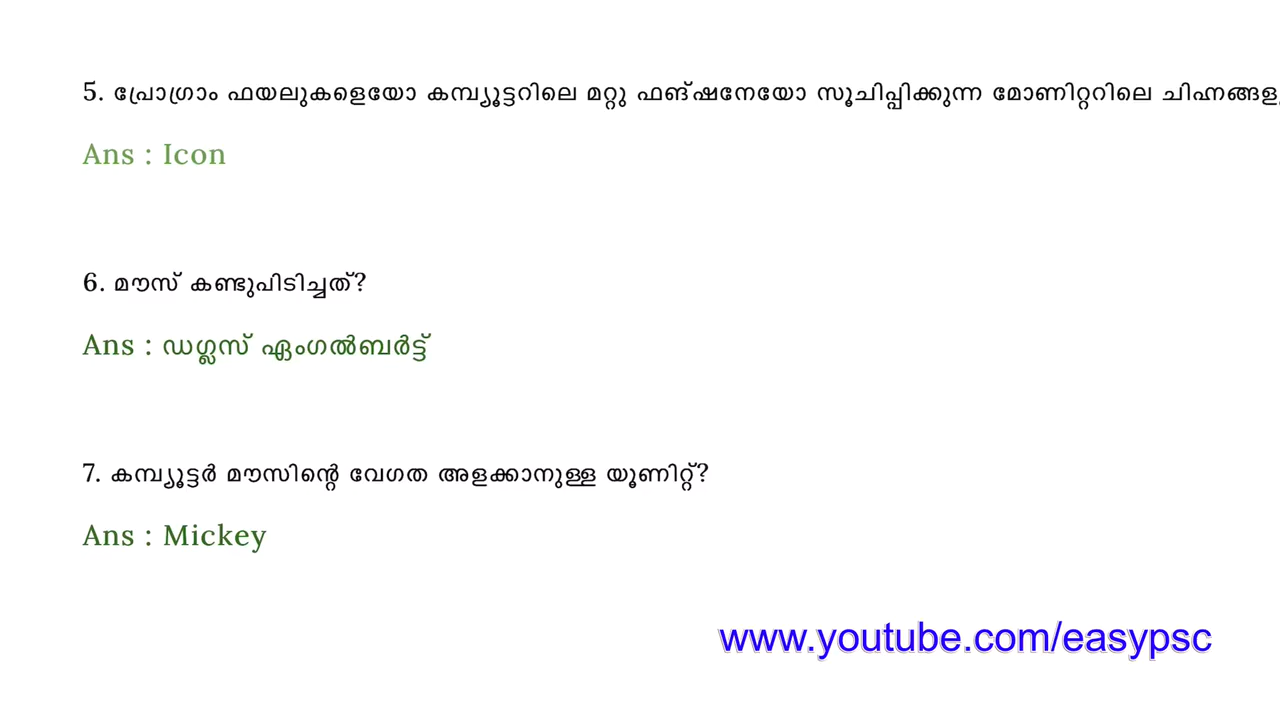 5. പ്രോഗ്രാം ഫയലുകളെയോ കമ്പ്യൂട്ടറിലെ മറ്റു ഫങ്ഷനേയോ സൂചിപ്പിക്കുന്ന മോണിറ്ററിലെ
Ans : Icon
6. മൗസ് കണ്ടുപിടിച്ചത്?
Ans : ഡഗ്ലസ് ഏംഗൽബർട്ട്
7. കമ്പ്യൂട്ടർ മൗസിന്റെ വേഗത അളക്കാനുള്ള യൂണിറ്റ്?
Ans : Mickey
www.youtube.com/easypsc